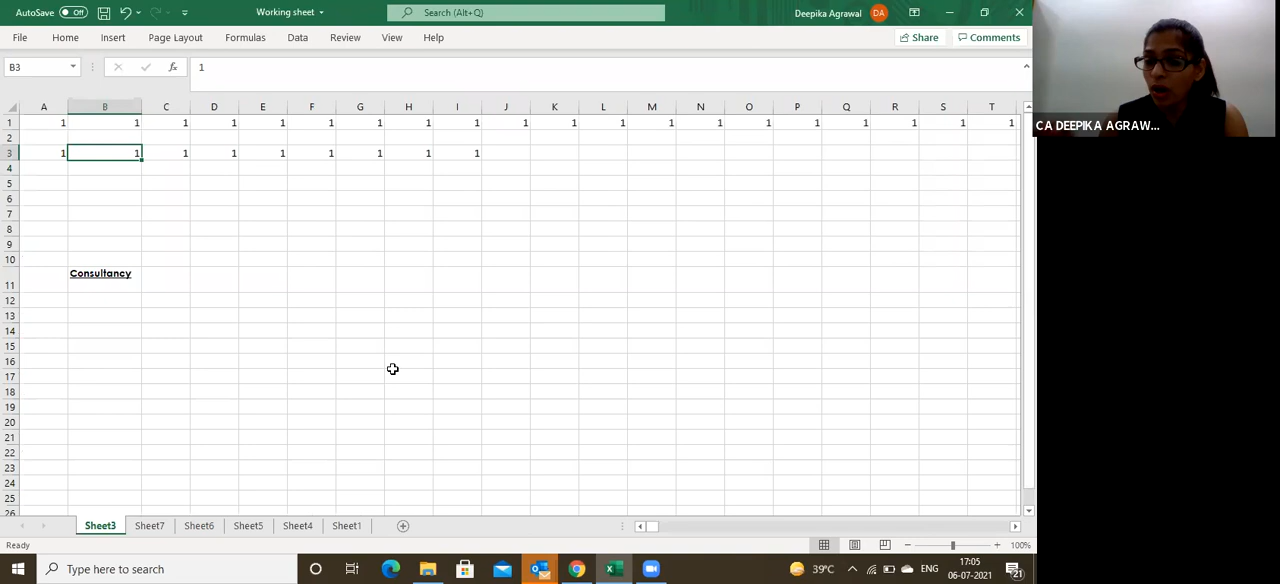 AutoSave Off Working sheet Search (Alt+Q) Deepika Agrawal DA
File Home Insert Page Layout Formulas Data Review View Help Share Comments
B3 fx 1
A B C D E F G H I J K L M N O P Q R S T
1 1 1 1 1 1 1 1 1 1 1 1 1 1 1 1 1 1 1 1 1
2
3 1 1 1 1 1 1 1 1 1
4
5
6
7
8
9
10
11 Consultancy
12
13
14
15
16
17
18
19
20
21
22
23
24
25
26
Sheet3 Sheet7 Sheet6 Sheet5 Sheet4 Sheet1
Ready 100%
Type here to search 39°C ENG 17:05
06-07-2021 21
CA DEEPIKA AGRAW...